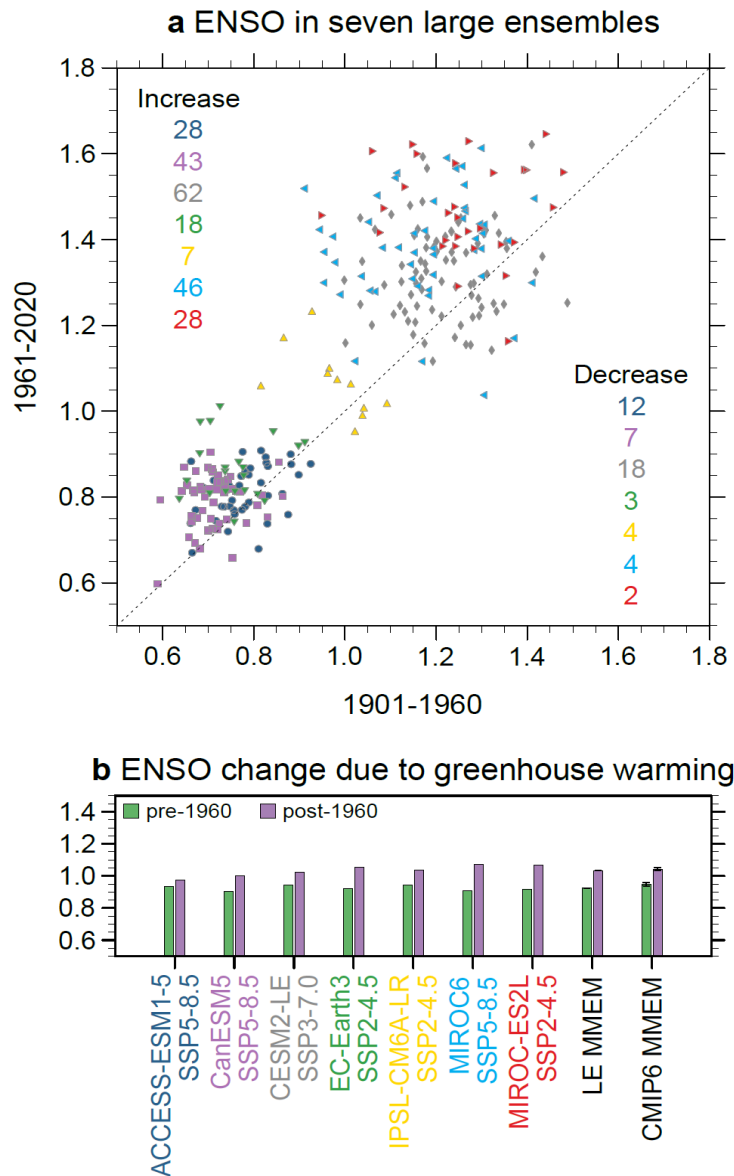 a ENSO in seven large ensembles
1.8
1.6
1.4
1.2
1.0
0.8
0.6
1961-2020
Increase
28
43
62
18
7
46
28
Decrease
12
7
18
3
4
4
2
0.6 0.8 1.0 1.2 1.4 1.6 1.8
1901-1960
b ENSO change due to greenhouse warming
1.4
1.2
1.0
0.8
0.6
pre-1960 post-1960
ACCESS-ESM1-5
SSP5-8.5
CanESM5
SSP5-8.5
CESM2-LE
SSP3-7.0
EC-Earth3
SSP2-4.5
IPSL-CM6A-LR
SSP2-4.5
MIROC6
SSP5-8.5
MIROC-ES2L
SSP2-4.5
LE MMEM
CMIP6 MMEM